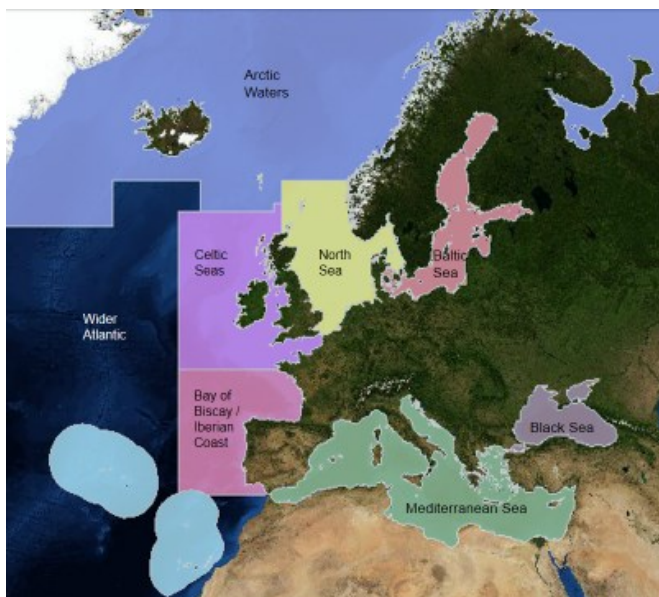 Arctic
Waters
Celtic
Seas
North
Sea
Baltic
Sea
Wider
Atlantic
Bay of
Biscay /
Iberian
Coast
Black Sea
Mediterranean Sea